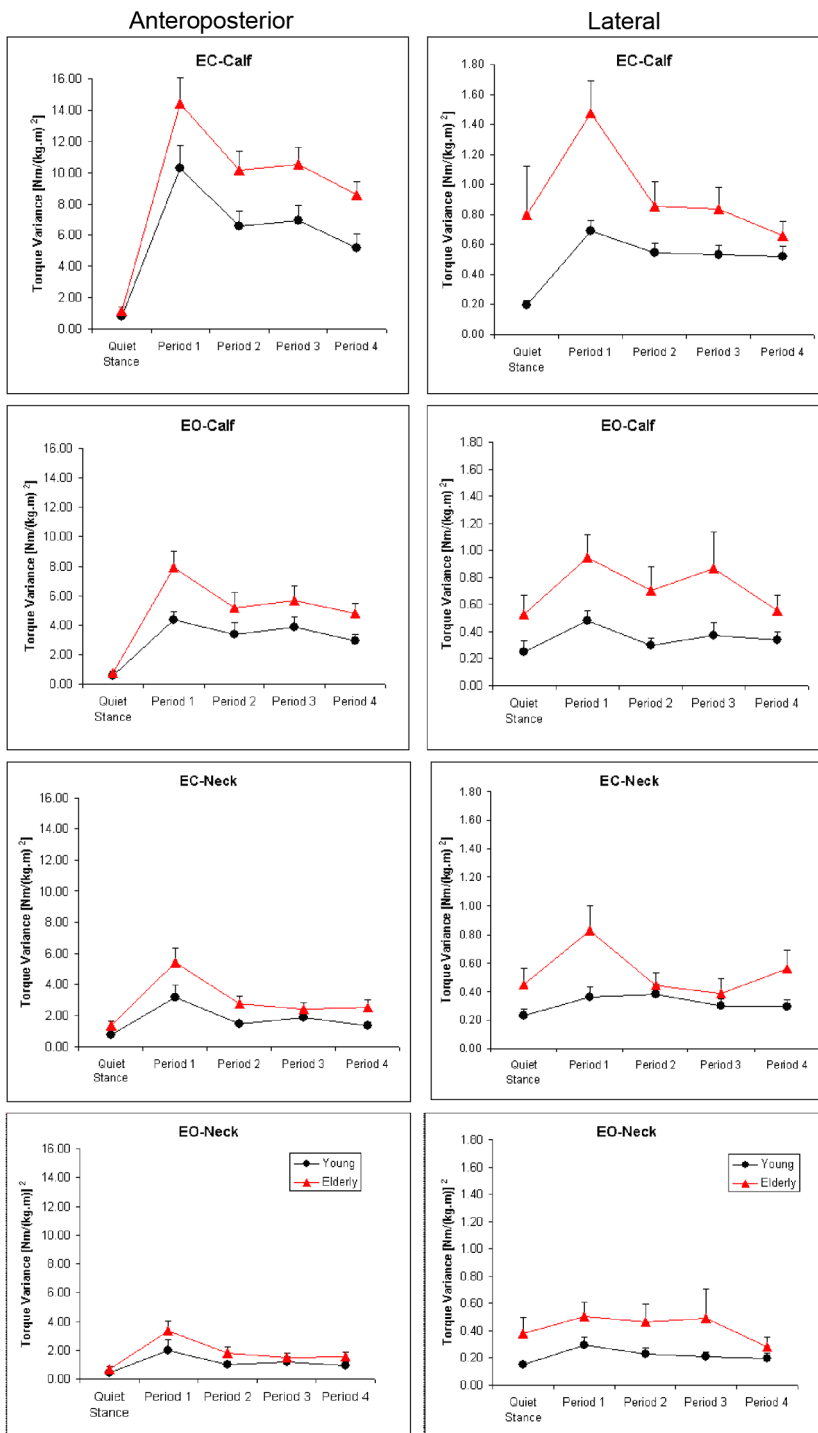 Anteroposterior
Lateral
EC-Calf
Torque Variance [Nm/(kg.m) ²]
16.00
14.00
12.00
10.00
8.00
6.00
4.00
2.00
0.00
Quiet Stance
Period 1
Period 2
Period 3
Period 4
EC-Calf
Torque Variance [Nm/(kg.m) ²]
1.80
1.60
1.40
1.20
1.00
0.80
0.60
0.40
0.20
0.00
Quiet Stance
Period 1
Period 2
Period 3
Period 4
EO-Calf
Torque Variance [Nm/(kg.m) ²]
16.00
14.00
12.00
10.00
8.00
6.00
4.00
2.00
0.00
Quiet Stance
Period 1
Period 2
Period 3
Period 4
EO-Calf
Torque Variance [Nm/(kg.m) ²]
1.80
1.60
1.40
1.20
1.00
0.80
0.60
0.40
0.20
0.00
Quiet Stance
Period 1
Period 2
Period 3
Period 4
EC-Neck
Torque Variance [Nm/(kg.m) ²]
16.00
14.00
12.00
10.00
8.00
6.00
4.00
2.00
0.00
Quiet Stance
Period 1
Period 2
Period 3
Period 4
EC-Neck
Torque Variance [Nm/(kg.m) ²]
1.80
1.60
1.40
1.20
1.00
0.80
0.60
0.40
0.20
0.00
Quiet Stance
Period 1
Period 2
Period 3
Period 4
EO-Neck
Young
Elderly
Torque Variance [Nm/(kg.m)] ²
16.00
14.00
12.00
10.00
8.00
6.00
4.00
2.00
0.00
Quiet Stance
Period 1
Period 2
Period 3
Period 4
EO-Neck
Young
Elderly
Torque Variance [Nm/(kg.m)] ²
1.80
1.60
1.40
1.20
1.00
0.80
0.60
0.40
0.20
0.00
Quiet Stance
Period 1
Period 2
Period 3
Period 4